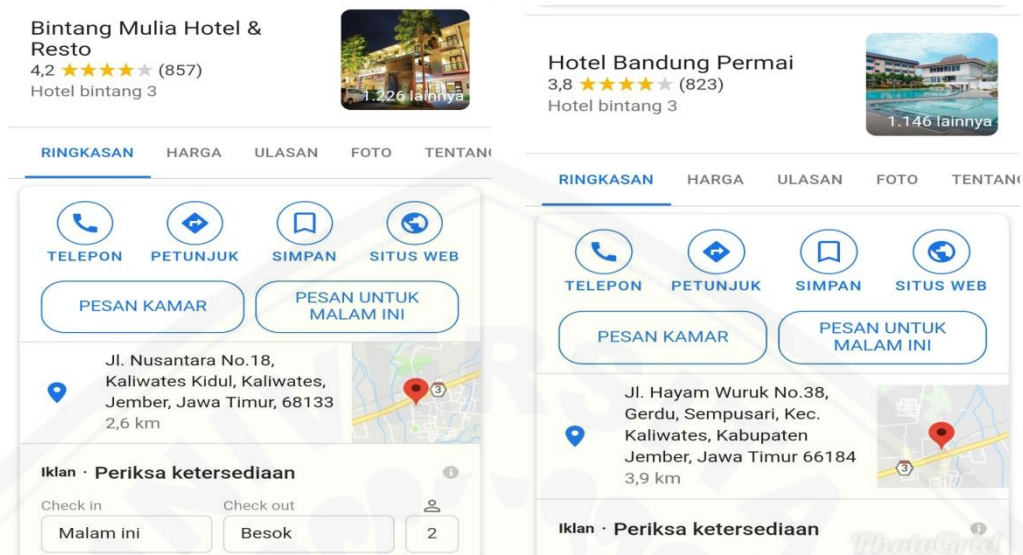 Bintang Mulia Hotel &
Resto
4,2 (857)
Hotel bintang 3
1.226 lainnya
RINGKASAN HARGA ULASAN FOTO TENTANG
TELEPON PETUNJUK SIMPAN SITUS WEB
PESAN KAMAR
PESAN UNTUK
MALAM INI
Jl. Nusantara No.18,
Kaliwates Kidul, Kaliwates,
Jember, Jawa Timur, 68133
2,6 km
3
Iklan · Periksa ketersediaan
Check in Check out
Malam ini Besok 2
Hotel Bandung Permai
3,8 (823)
Hotel bintang 3
1.146 lainnya
RINGKASAN HARGA ULASAN FOTO TENTAN
TELEPON PETUNJUK SIMPAN SITUS WEB
PESAN KAMAR
PESAN UNTUK
MALAM INI
Jl. Hayam Wuruk No.38,
Gerdu, Sempusari, Kec.
Kaliwates, Kabupaten
Jember, Jawa Timur 66184
3,9 km
3
Iklan · Periksa ketersediaan
PhotoGrid